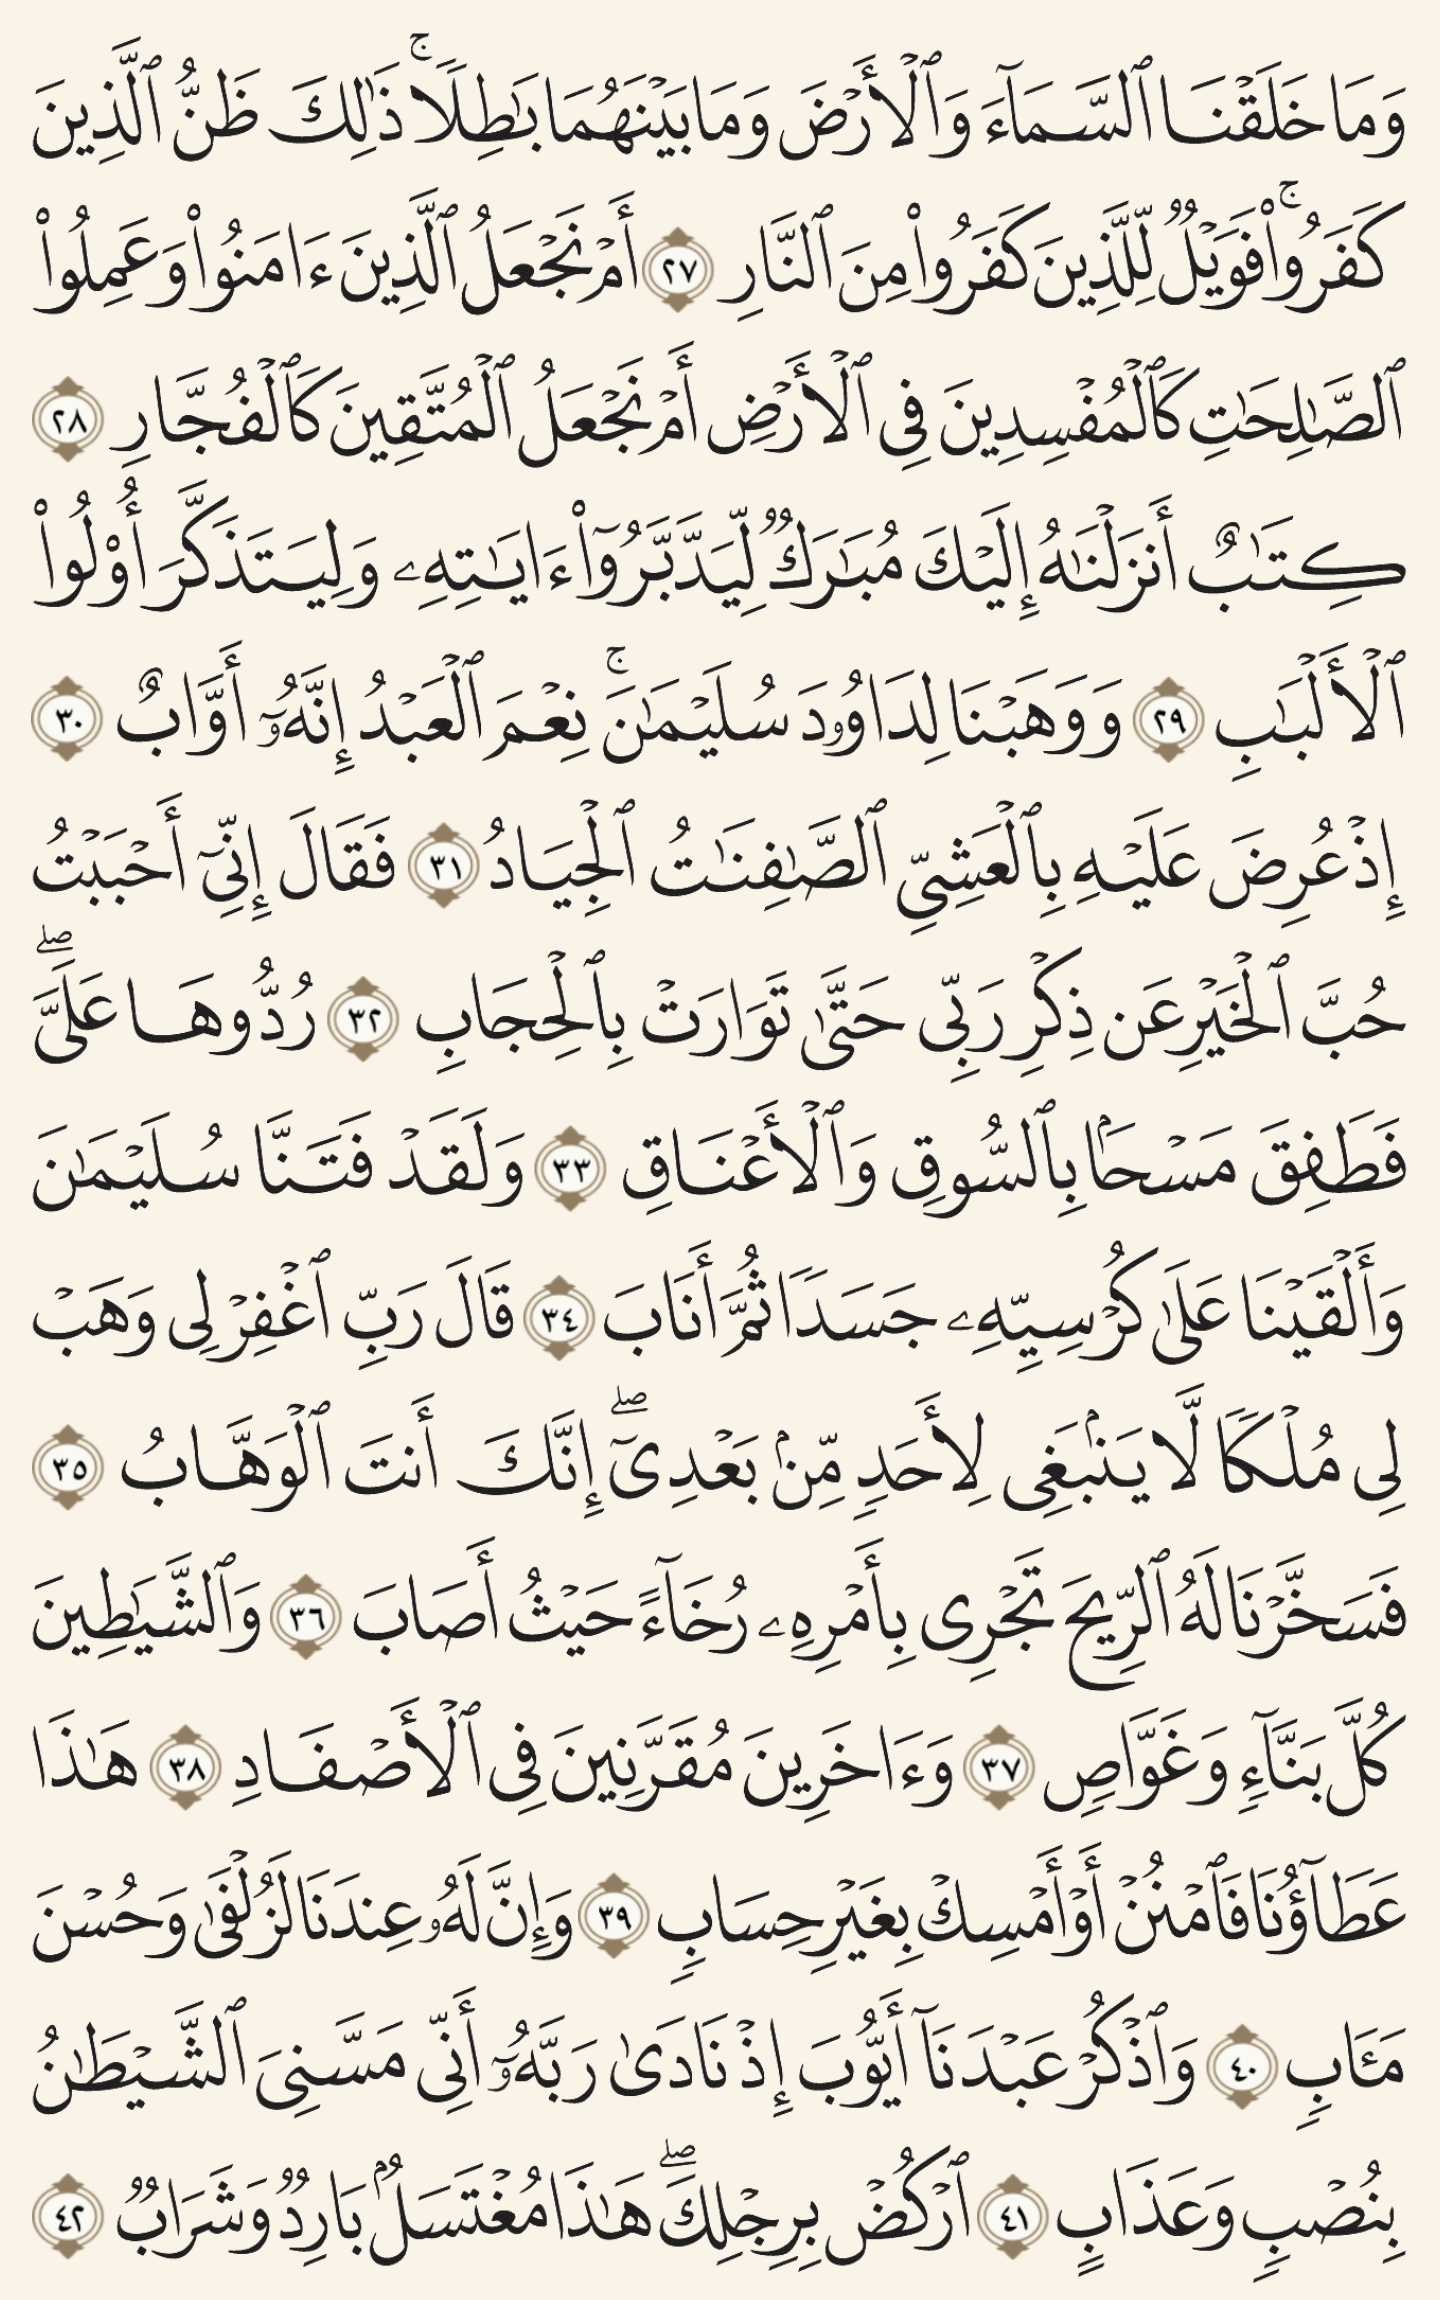 وَمَا خَلَقْنَا ٱلسَّمَآءَ وَٱلْأَرْضَ وَمَا بَيْنَهُمَا بَٰطِلًا ۚ ذَٰلِكَ ظَنُّ ٱلَّذِينَ
كَفَرُوا۟ ۚ فَوَيْلٌ لِّلَّذِينَ كَفَرُوا۟ مِنَ ٱلنَّارِ ٢٧ أَمْ نَجْعَلُ ٱلَّذِينَ ءَامَنُوا۟ وَعَمِلُوا۟
ٱلصَّٰلِحَٰتِ كَٱلْمُفْسِدِينَ فِى ٱلْأَرْضِ أَمْ نَجْعَلُ ٱلْمُتَّقِينَ كَٱلْفُجَّارِ ٢٨
كِتَٰبٌ أَنزَلْنَٰهُ إِلَيْكَ مُبَٰرَكٌ لِّيَدَّبَّرُوٓا۟ ءَايَٰتِهِۦ وَلِيَتَذَكَّرَ أُو۟لُوا۟
ٱلْأَلْبَٰبِ ٢٩ وَوَهَبْنَا لِدَاوُۥدَ سُلَيْمَٰنَ ۚ نِعْمَ ٱلْعَبْدُ إِنَّهُۥٓ أَوَّابٌ ٣٠
إِذْ عُرِضَ عَلَيْهِ بِٱلْعَشِىِّ ٱلصَّٰفِنَٰتُ ٱلْجِيَادُ ٣١ فَقَالَ إِنِّىٓ أَحْبَبْتُ
حُبَّ ٱلْخَيْرِ عَن ذِكْرِ رَبِّى حَتَّىٰ تَوَارَتْ بِٱلْحِجَابِ ٣٢ رُدُّوهَا عَلَىَّ ۖ
فَطَفِقَ مَسْحًۢا بِٱلسُّوقِ وَٱلْأَعْنَاقِ ٣٣ وَلَقَدْ فَتَنَّا سُلَيْمَٰنَ
وَأَلْقَيْنَا عَلَىٰ كُرْسِيِّهِۦ جَسَدًا ثُمَّ أَنَابَ ٣٤ قَالَ رَبِّ ٱغْفِرْ لِى وَهَبْ
لِى مُلْكًا لَّا يَنۢبَغِى لِأَحَدٍ مِّنۢ بَعْدِىٓ ۖ إِنَّكَ أَنتَ ٱلْوَهَّابُ ٣٥
فَسَخَّرْنَا لَهُ ٱلرِّيحَ تَجْرِى بِأَمْرِهِۦ رُخَآءً حَيْثُ أَصَابَ ٣٦ وَٱلشَّيَٰطِينَ
كُلَّ بَنَّآءٍ وَغَوَّاصٍ ٣٧ وَءَاخَرِينَ مُقَرَّنِينَ فِى ٱلْأَصْفَادِ ٣٨ هَٰذَا
عَطَآؤُنَا فَٱمْنُنْ أَوْ أَمْسِكْ بِغَيْرِ حِسَابٍ ٣٩ وَإِنَّ لَهُۥ عِندَنَا لَزُلْفَىٰ وَحُسْنَ
مَـَٔابٍ ٤٠ وَٱذْكُرْ عَبْدَنَآ أَيُّوبَ إِذْ نَادَىٰ رَبَّهُۥٓ أَنِّى مَسَّنِىَ ٱلشَّيْطَٰنُ
بِنُصْبٍ وَعَذَابٍ ٤١ ٱرْكُضْ بِرِجْلِكَ ۖ هَٰذَا مُغْتَسَلٌۢ بَارِدٌ وَشَرَابٌ ٤٢